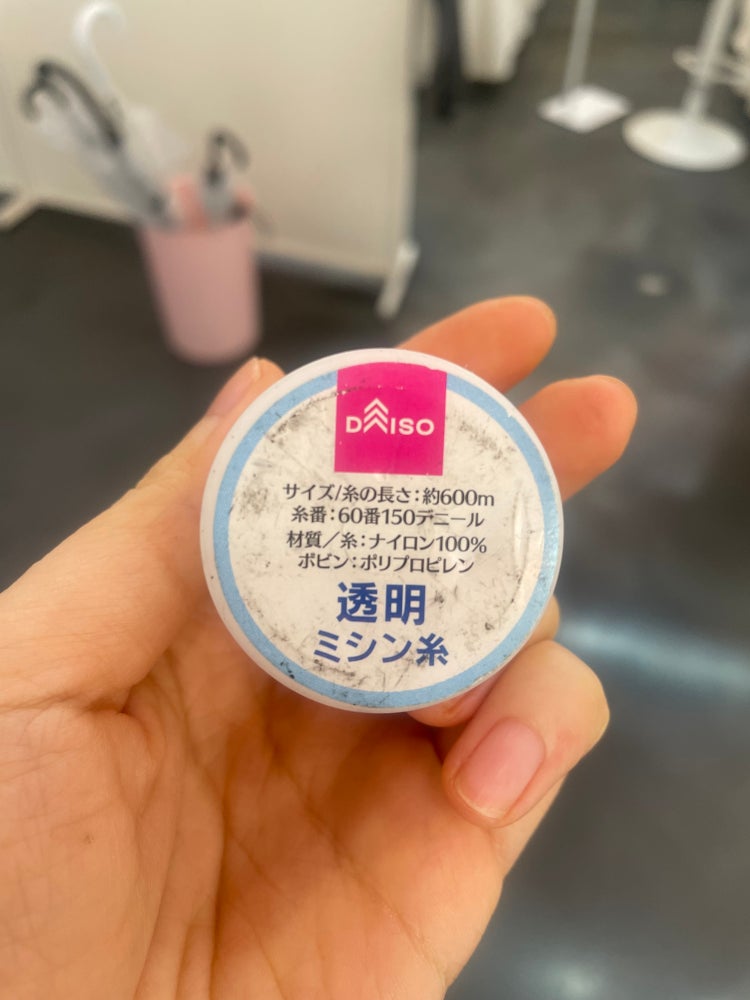 DAISO
サイズ/糸の長さ:約600m
糸番:60番150デニール
材質/糸:ナイロン100%
ボビン:ポリプロピレン
透明
ミシン糸